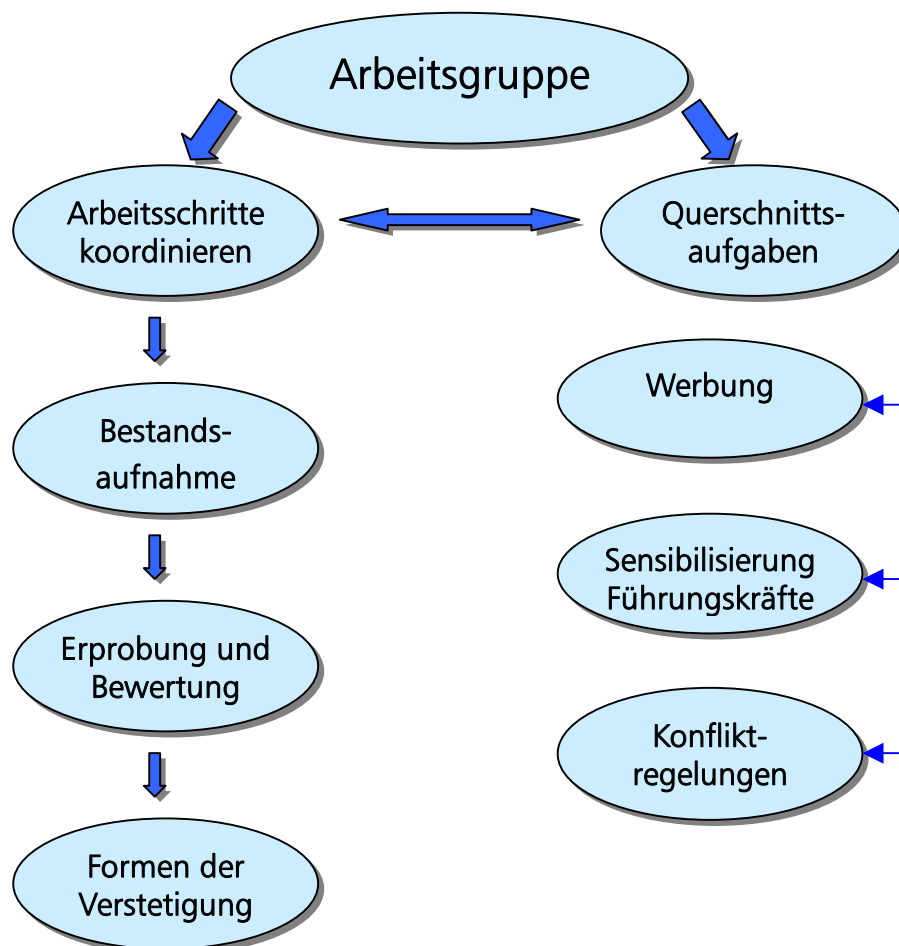 Arbeitsgruppe
Arbeitsschritte
koordinieren
Querschnitts-
aufgaben
Bestands-
aufnahme
Erprobung und
Bewertung
Formen der
Verstetigung
Werbung
Sensibilisierung
Führungskräfte
Konflikt-
regelungen